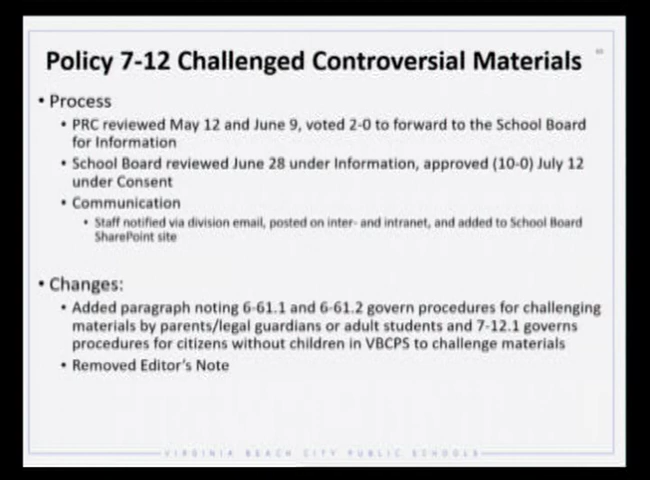 Policy 7-12 Challenged Controversial Materials
• Process
• PRC reviewed May 12 and June 9, voted 2-0 to forward to the School Board
for Information
• School Board reviewed June 28 under Information, approved (10-0) July 12
under Consent
• Communication
• Staff notified via division email, posted on inter- and intranet, and added to School Board
SharePoint site
• Changes:
• Added paragraph noting 6-61.1 and 6-61.2 govern procedures for challenging
materials by parents/legal guardians or adult students and 7-12.1 governs
procedures for citizens without children in VBCPS to challenge materials
• Removed Editor's Note
VIRGINIA BEACH CITY PUBLIC SCHOOLS